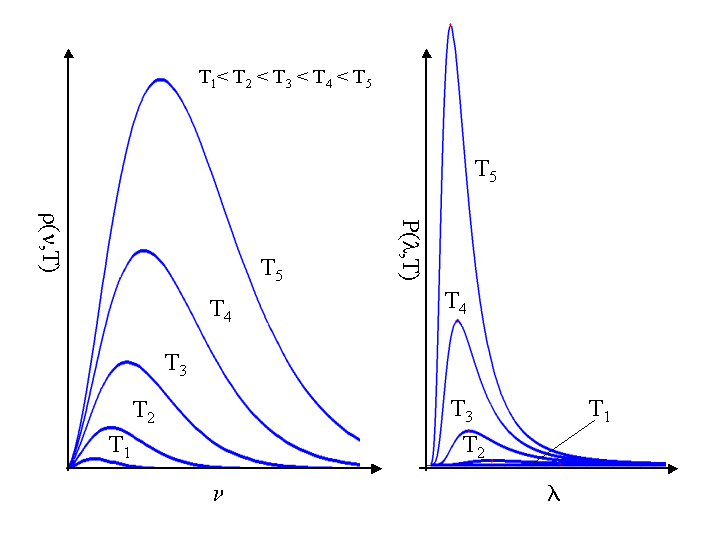 T₁< T₂ < T₃ < T₄ < T₅
ρ(ν,T)
T₅
T₄
T₃
T₂
T₁
ν
P(λ,T)
T₅
T₄
T₃
T₂
T₁
λ